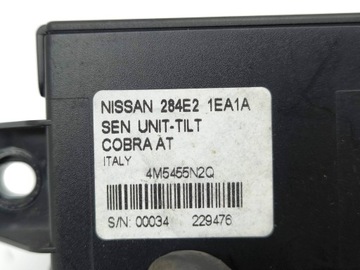 NISSAN 284E2 1EA1A
SEN UNIT-TILT
COBRA AT
ITALY
4M5455N2Q
S/N: 00034 229476